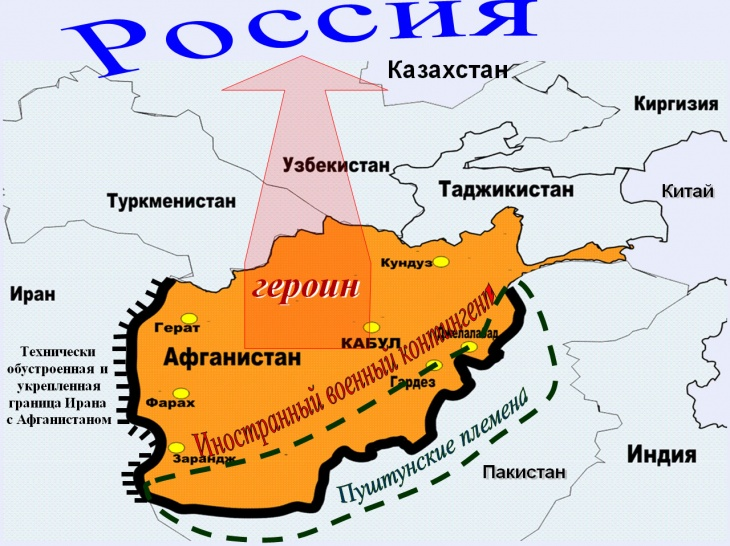 Россия
Казахстан
Киргизия
Узбекистан
Таджикистан
Китай
Туркменистан
Кундуз
героин
Иран
Герат
КАБУЛ
Джелалабад
Технически
обустроенная и
укрепленная
граница Ирана
с Афганистаном
Афганистан
Гардез
Фарах
Иностранный военный контингент
Зарандж
Пуштунские племена
Пакистан
Индия